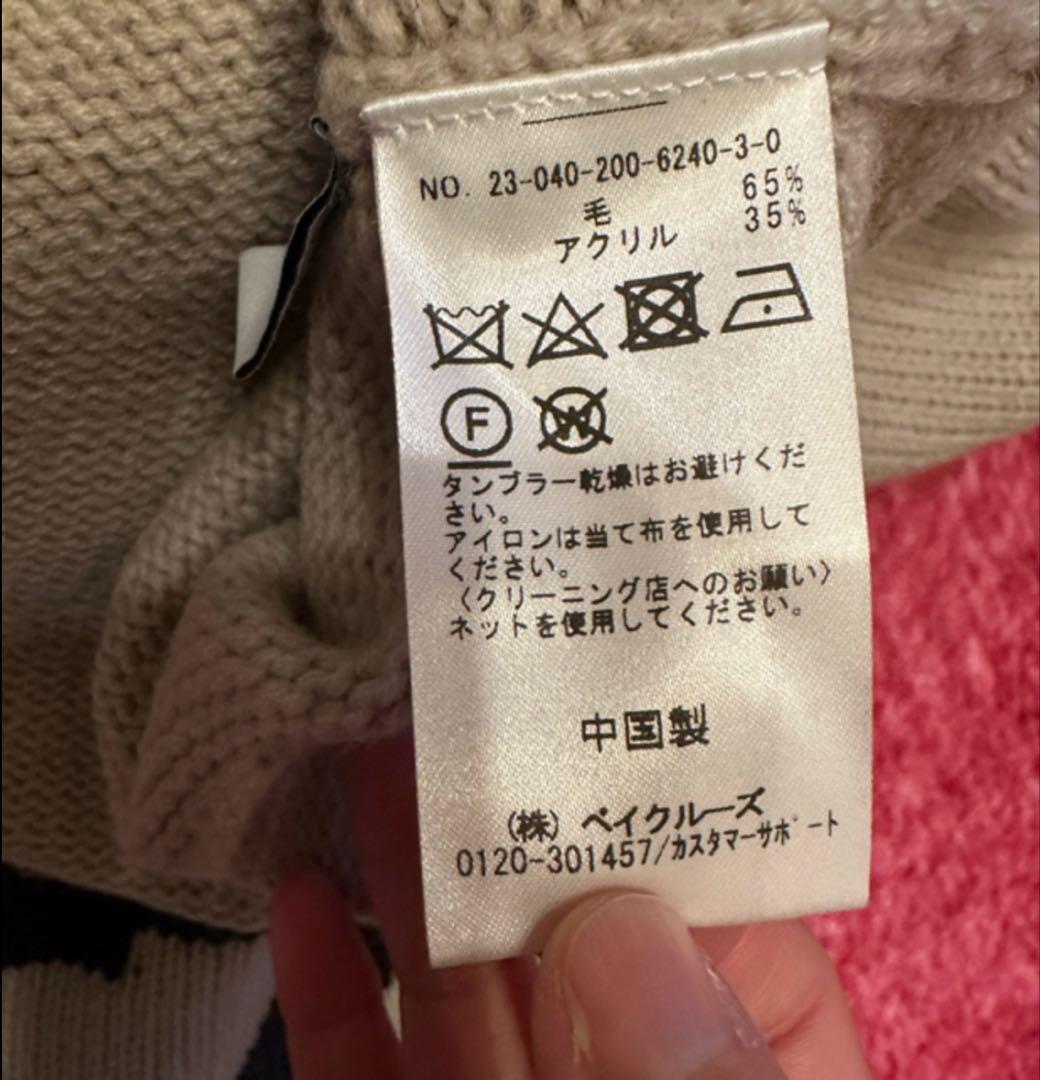 NO. 23-040-200-6240-3-0
毛 65%
アクリル 35%
F W
タンブラー乾燥はお避けくだ
さい。
アイロンは当て布を使用して
ください。
〈クリーニング店へのお願い〉
ネットを使用してください。
中国製
(株) ベイクルーズ
0120-301457/カスタマーサポート